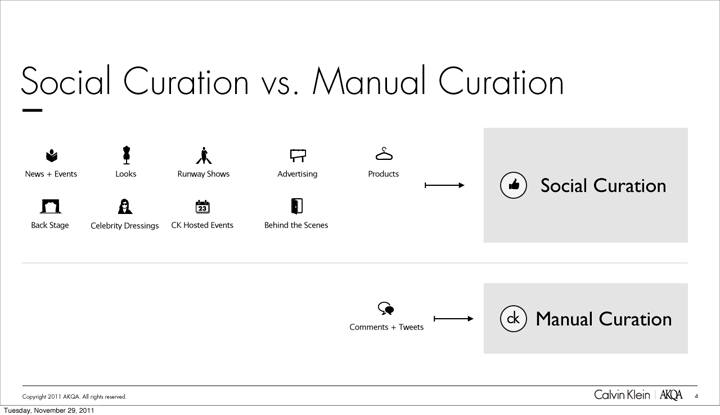 Social Curation vs. Manual Curation
News + Events
Looks
Runway Shows
Advertising
Products
Back Stage
Celebrity Dressings
23
CK Hosted Events
Behind the Scenes
Social Curation
Comments + Tweets
ck
Manual Curation
Copyright 2011 AKQA. All rights reserved.
Calvin Klein | AKQA
4
Tuesday, November 29, 2011